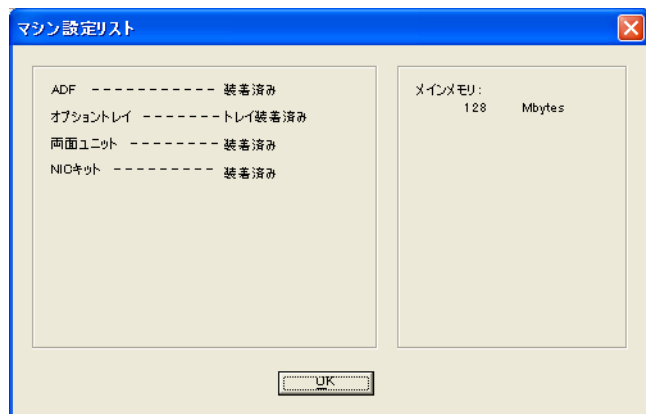 マシン設定リスト
ADF ----------- 装着済み
オプショントレイ -------トレイ装着済み
両面ユニット -------- 装着済み
NICキット --------- 装着済み
メインメモリ:
128 Mbytes
OK